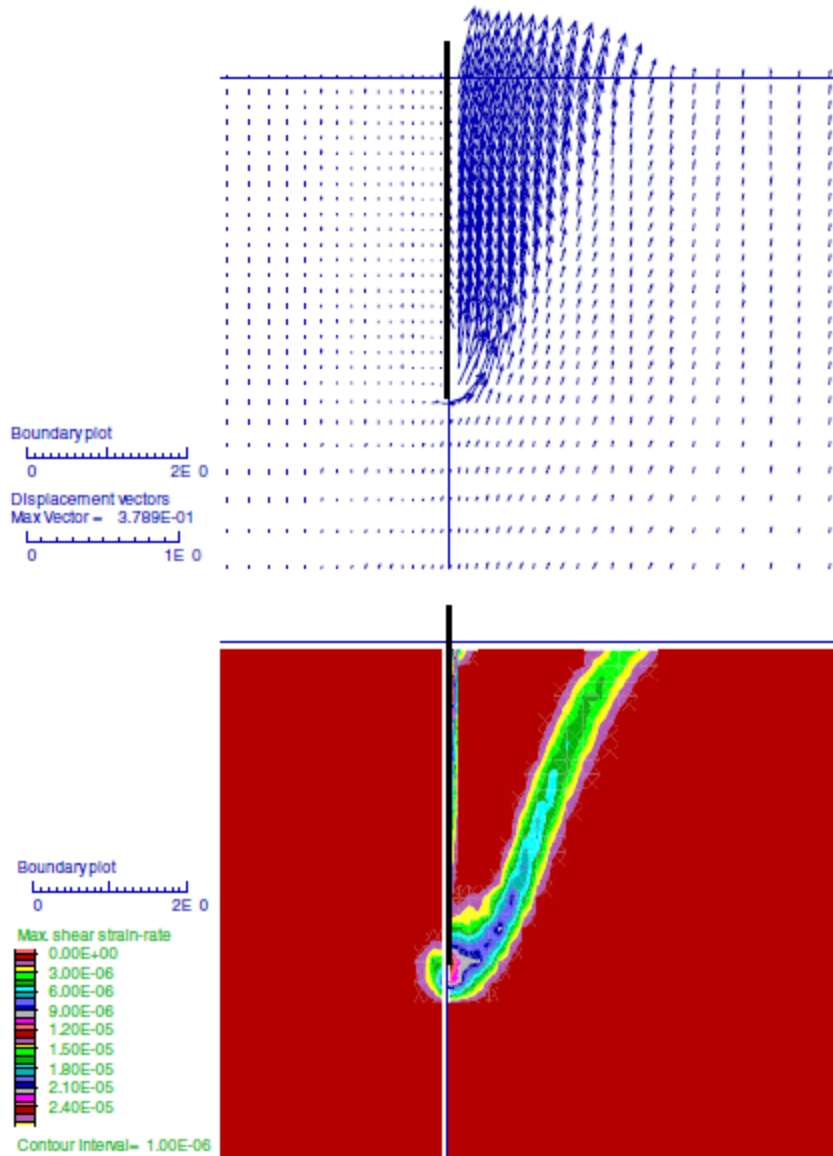 Boundary plot
0 2E 0
Displacement vectors
Max Vector = 3.789E-01
0 1E 0
Boundary plot
0 2E 0
Max. shear strain-rate
0.00E+00
3.00E-06
6.00E-06
9.00E-06
1.20E-05
1.50E-05
1.80E-05
2.10E-05
2.40E-05
Contour Interval= 1.00E-06